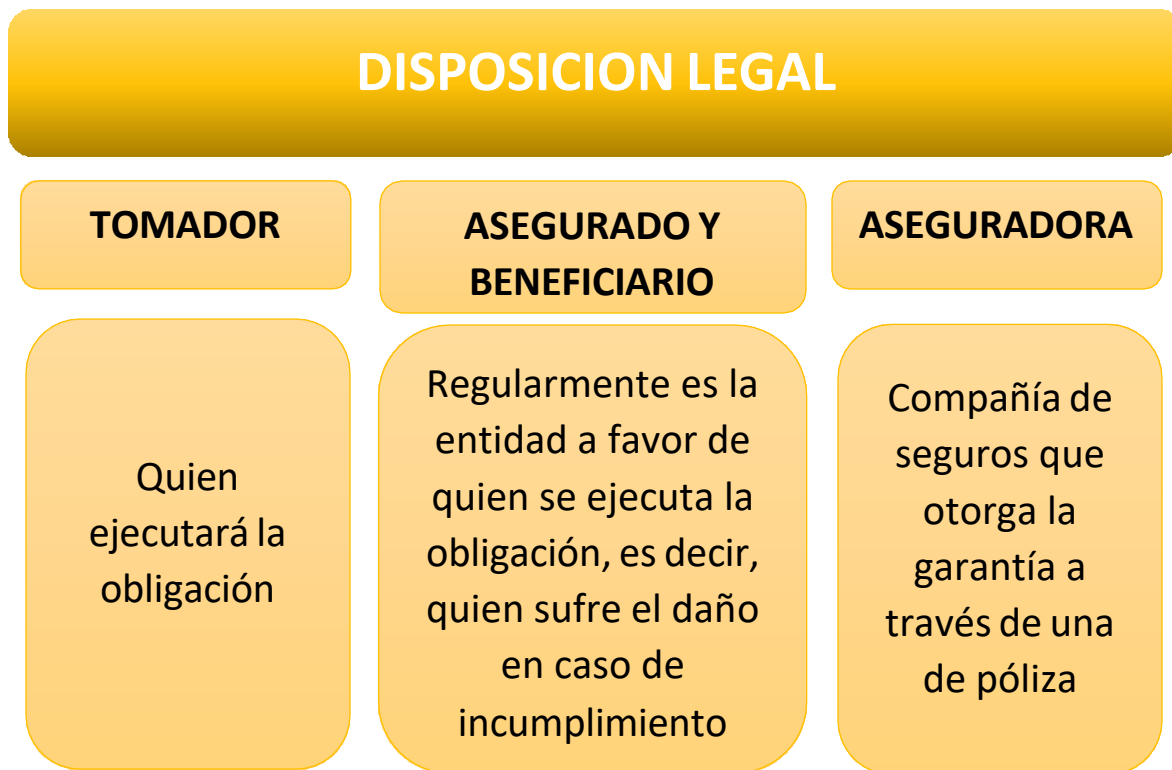 DISPOSICION LEGAL
TOMADOR
Quien
ejecutará la
obligación
ASEGURADO Y
BENEFICIARIO
Regularmente es la
entidad a favor de
quien se ejecuta la
obligación, es decir,
quien sufre el daño
en caso de
incumplimiento
ASEGURADORA
Compañía de
seguros que
otorga la
garantía a
través de una
de póliza